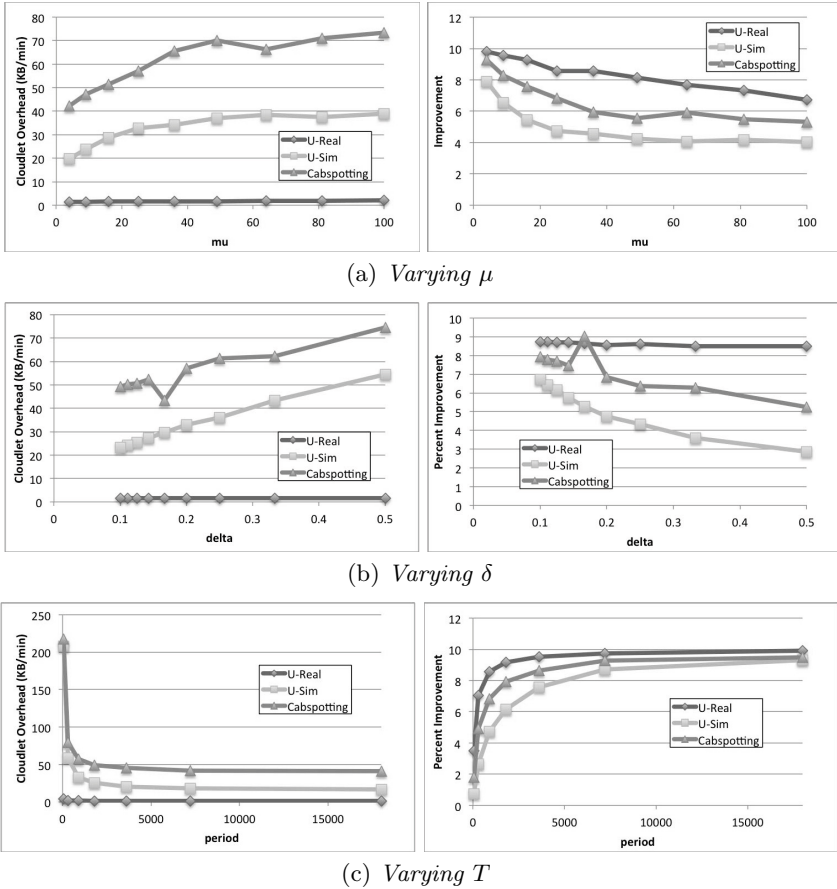 Cloudlet Overhead (KB/min)
80
70
60
50
40
30
20
10
0
0 20 40 60 80 100
mu
U-Real
U-Sim
Cabspotting
Improvement
12
10
8
6
4
2
0
0 20 40 60 80 100
mu
U-Real
U-Sim
Cabspotting
(a) Varying μ
Cloudlet Overhead (KB/min)
80
70
60
50
40
30
20
10
0
0 0.1 0.2 0.3 0.4 0.5
delta
U-Real
U-Sim
Cabspotting
Percent Improvement
10
9
8
7
6
5
4
3
2
1
0
0 0.1 0.2 0.3 0.4 0.5
delta
U-Real
U-Sim
Cabspotting
(b) Varying δ
Cloudlet Overhead (KB/min)
250
200
150
100
50
0
0 5000 10000 15000
period
U-Real
U-Sim
Cabspotting
Percent Improvement
12
10
8
6
4
2
0
0 5000 10000 15000
period
U-Real
U-Sim
Cabspotting
(c) Varying T